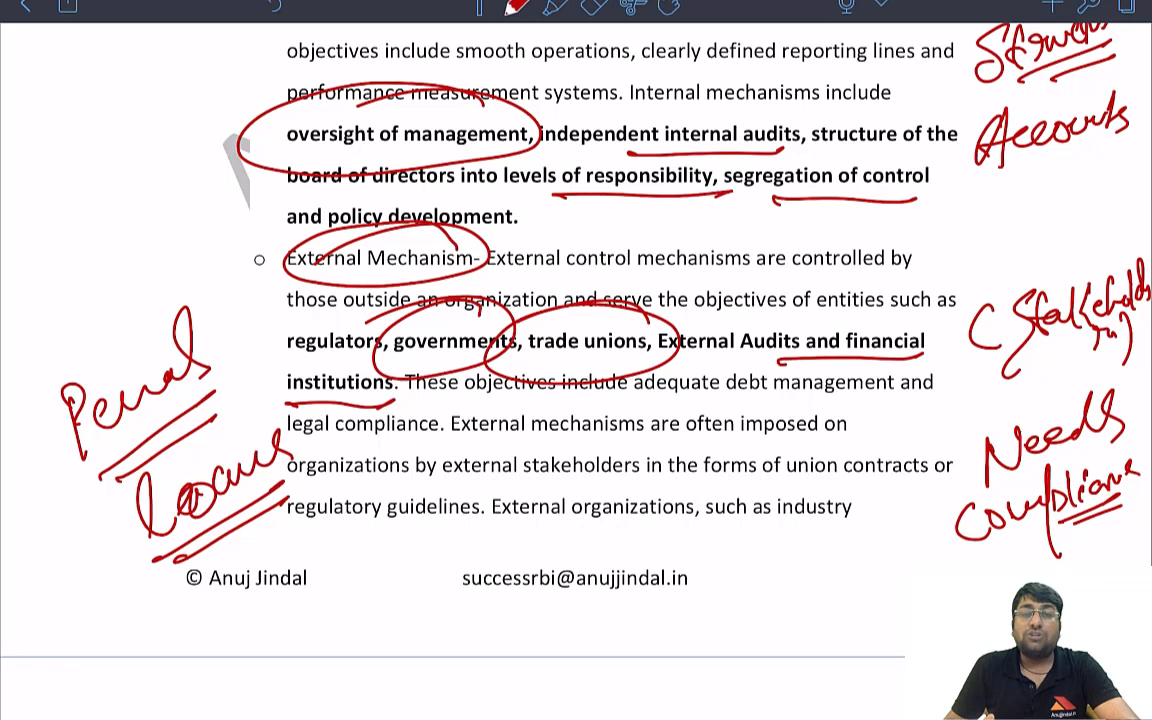 objectives include smooth operations, clearly defined reporting lines and
performance measurement systems. Internal mechanisms include
oversight of management, independent internal audits, structure of the
board of directors into levels of responsibility, segregation of control
and policy development.
o External Mechanism- External control mechanisms are controlled by
those outside an organization and serve the objectives of entities such as
regulators, governments, trade unions, External Audits and financial
institutions. These objectives include adequate debt management and
legal compliance. External mechanisms are often imposed on
organizations by external stakeholders in the forms of union contracts or
regulatory guidelines. External organizations, such as industry
© Anuj Jindal successrbi@anujjindal.in
Accounts
Needs
Compliance
AnujJindal.in